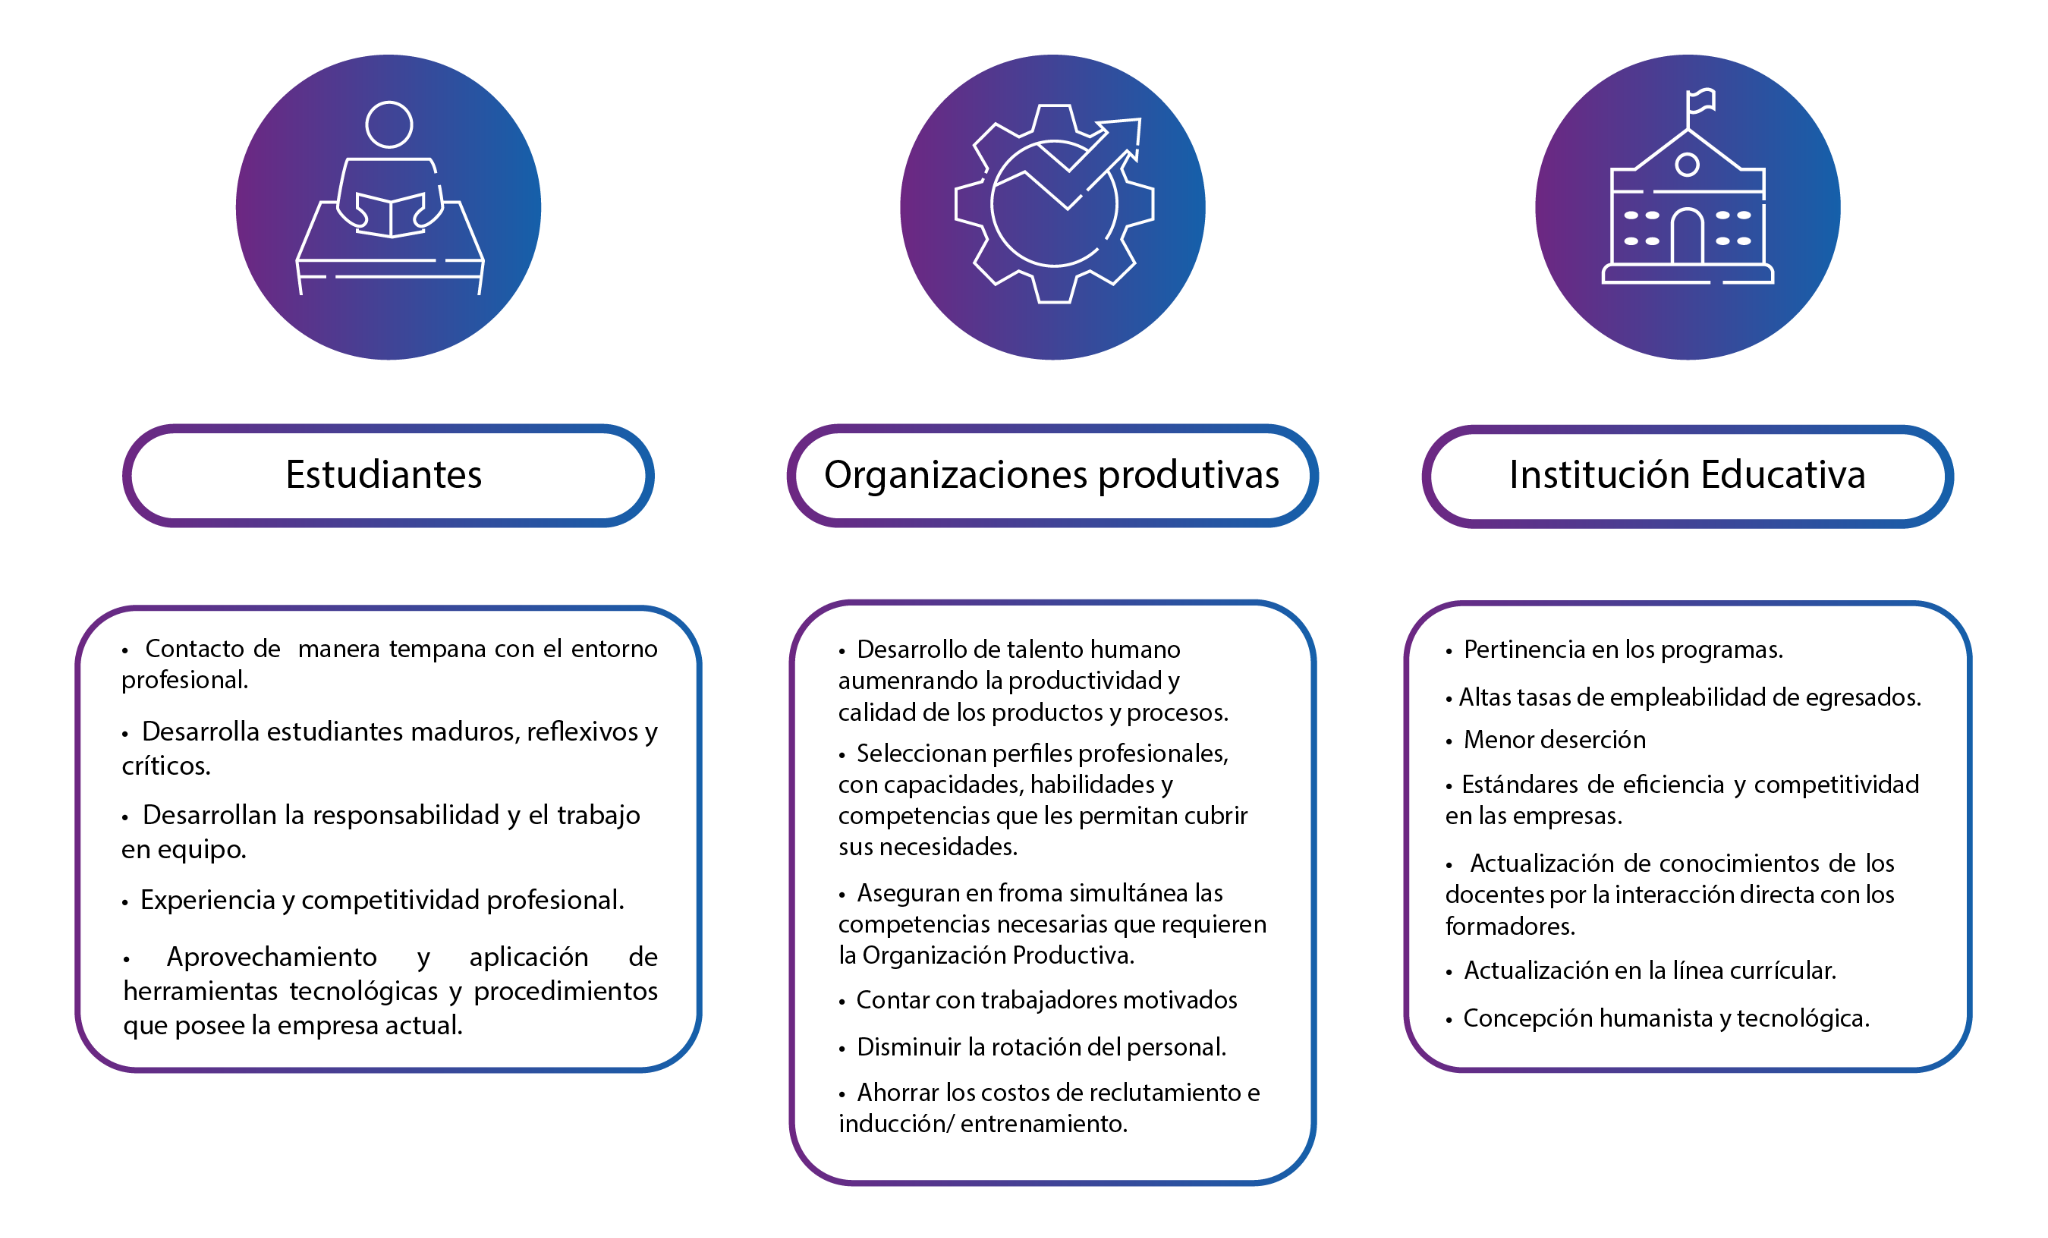 Estudiantes
• Contacto de manera tempana con el entorno
profesional.
• Desarrolla estudiantes maduros, reflexivos y
críticos.
• Desarrollan la responsabilidad y el trabajo
en equipo.
• Experiencia y competitividad profesional.
• Aprovechamiento y aplicación de
herramientas tecnológicas y procedimientos
que posee la empresa actual.
Organizaciones produtivas
• Desarrollo de talento humano
aumenrando la productividad y
calidad de los productos y procesos.
• Seleccionan perfiles profesionales,
con capacidades, habilidades y
competencias que les permitan cubrir
sus necesidades.
• Aseguran en froma simultánea las
competencias necesarias que requieren
la Organización Productiva.
• Contar con trabajadores motivados
• Disminuir la rotación del personal.
• Ahorrar los costos de reclutamiento e
inducción/ entrenamiento.
Institución Educativa
• Pertinencia en los programas.
• Altas tasas de empleabilidad de egresados.
• Menor deserción
• Estándares de eficiencia y competitividad
en las empresas.
• Actualización de conocimientos de los
docentes por la interacción directa con los
formadores.
• Actualización en la línea currícular.
• Concepción humanista y tecnológica.